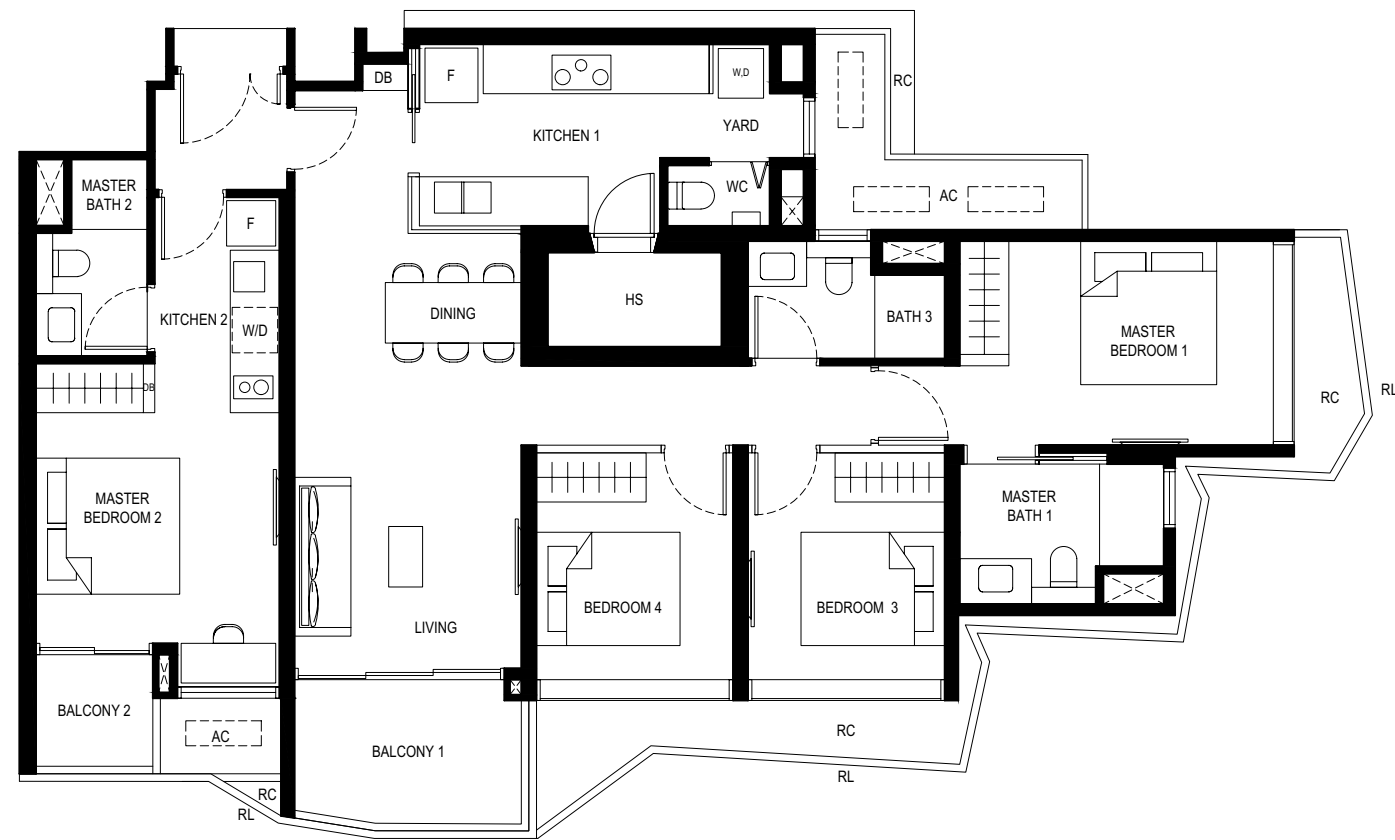 DB
F
W,D
RC
KITCHEN 1
YARD
MASTER
BATH 2
WC
AC
F
HS
DINING
BATH 3
KITCHEN 2
W/D
MASTER
BEDROOM 1
DB
RC
RL
MASTER
BEDROOM 2
MASTER
BATH 1
BEDROOM 4
BEDROOM 3
LIVING
BALCONY 2
AC
BALCONY 1
RC
RL
RC
RL